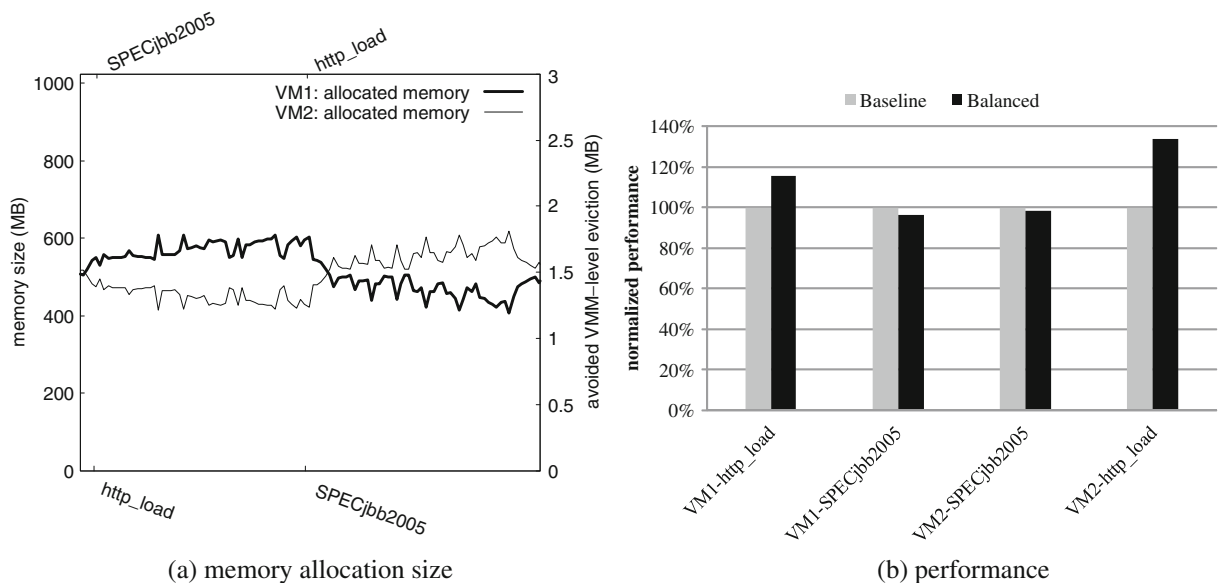 SPECjbb2005
http_load
1000
800
600
400
200
0
memory size (MB)
VM1: allocated memory
VM2: allocated memory
3
2.5
2
1.5
1
0.5
0
avoided VMM-level eviction (MB)
http_load
SPECjbb2005
(a) memory allocation size
Baseline
Balanced
140%
120%
100%
80%
60%
40%
20%
0%
normalized performance
VM1-http_load
VM1-SPECjbb2005
VM2-SPECjbb2005
VM2-http_load
(b) performance